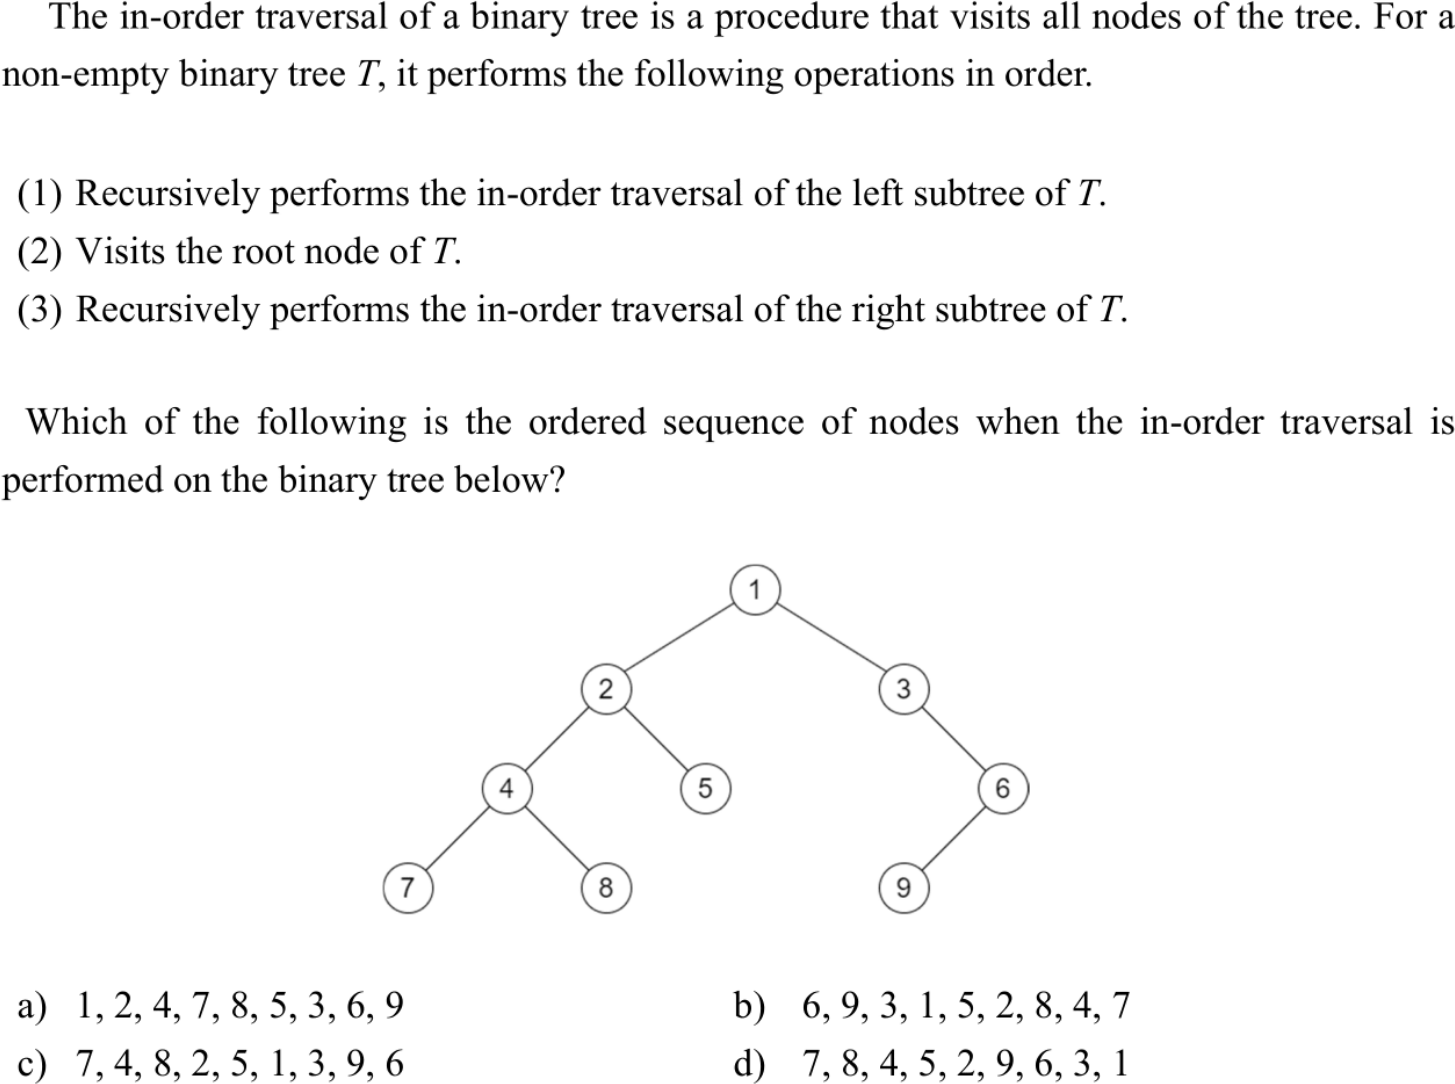 The in-order traversal of a binary tree is a procedure that visits all nodes of the tree. For a
non-empty binary tree T, it performs the following operations in order.
(1) Recursively performs the in-order traversal of the left subtree of T.
(2) Visits the root node of T.
(3) Recursively performs the in-order traversal of the right subtree of T.
Which of the following is the ordered sequence of nodes when the in-order traversal is
performed on the binary tree below?
1
2 3
4 5 6
7 8 9
a) 1, 2, 4, 7, 8, 5, 3, 6, 9 b) 6, 9, 3, 1, 5, 2, 8, 4, 7
c) 7, 4, 8, 2, 5, 1, 3, 9, 6 d) 7, 8, 4, 5, 2, 9, 6, 3, 1